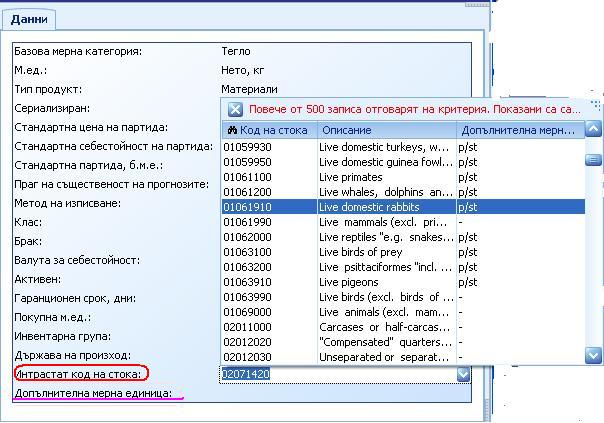 Данни
Базова мерна категория: Тегло
М.ед.: Нето, кг
Тип продукт: Материали
Сериализиран:
Стандартна цена на партида:
Стандартна себестойност на партида:
Стандартна партида, б.м.е.:
Праг на същественост на прогнозите:
Метод на изписване:
Клас:
Брак:
Валута за себестойност:
Активен:
Гаранционен срок, дни:
Покупна м.ед.:
Инвентарна група:
Държава на произход:
Интрастат код на стока: 02071420
Допълнителна мерна единица:
Повече от 500 записа отговарят на критерия. Показани са са...
Код на стока Описание Допълнителна мерн...
01059930 Live domestic turkeys, w... p/st
01059950 Live domestic guinea fowl... p/st
01061100 Live primates p/st
01061200 Live whales, dolphins an... p/st
01061910 Live domestic rabbits p/st
01061990 Live mammals (excl. pri... -
01062000 Live reptiles "e.g. snakes... p/st
01063100 Live birds of prey p/st
01063200 Live psittaciformes "incl. ... p/st
01063910 Live pigeons p/st
01063990 Live birds (excl. birds of ... -
01069000 Live animals (excl. mam... -
02011000 Carcases or half-carcas... -
02012020 "Compensated" quarters... -
02012030 Unseparated or separat... -